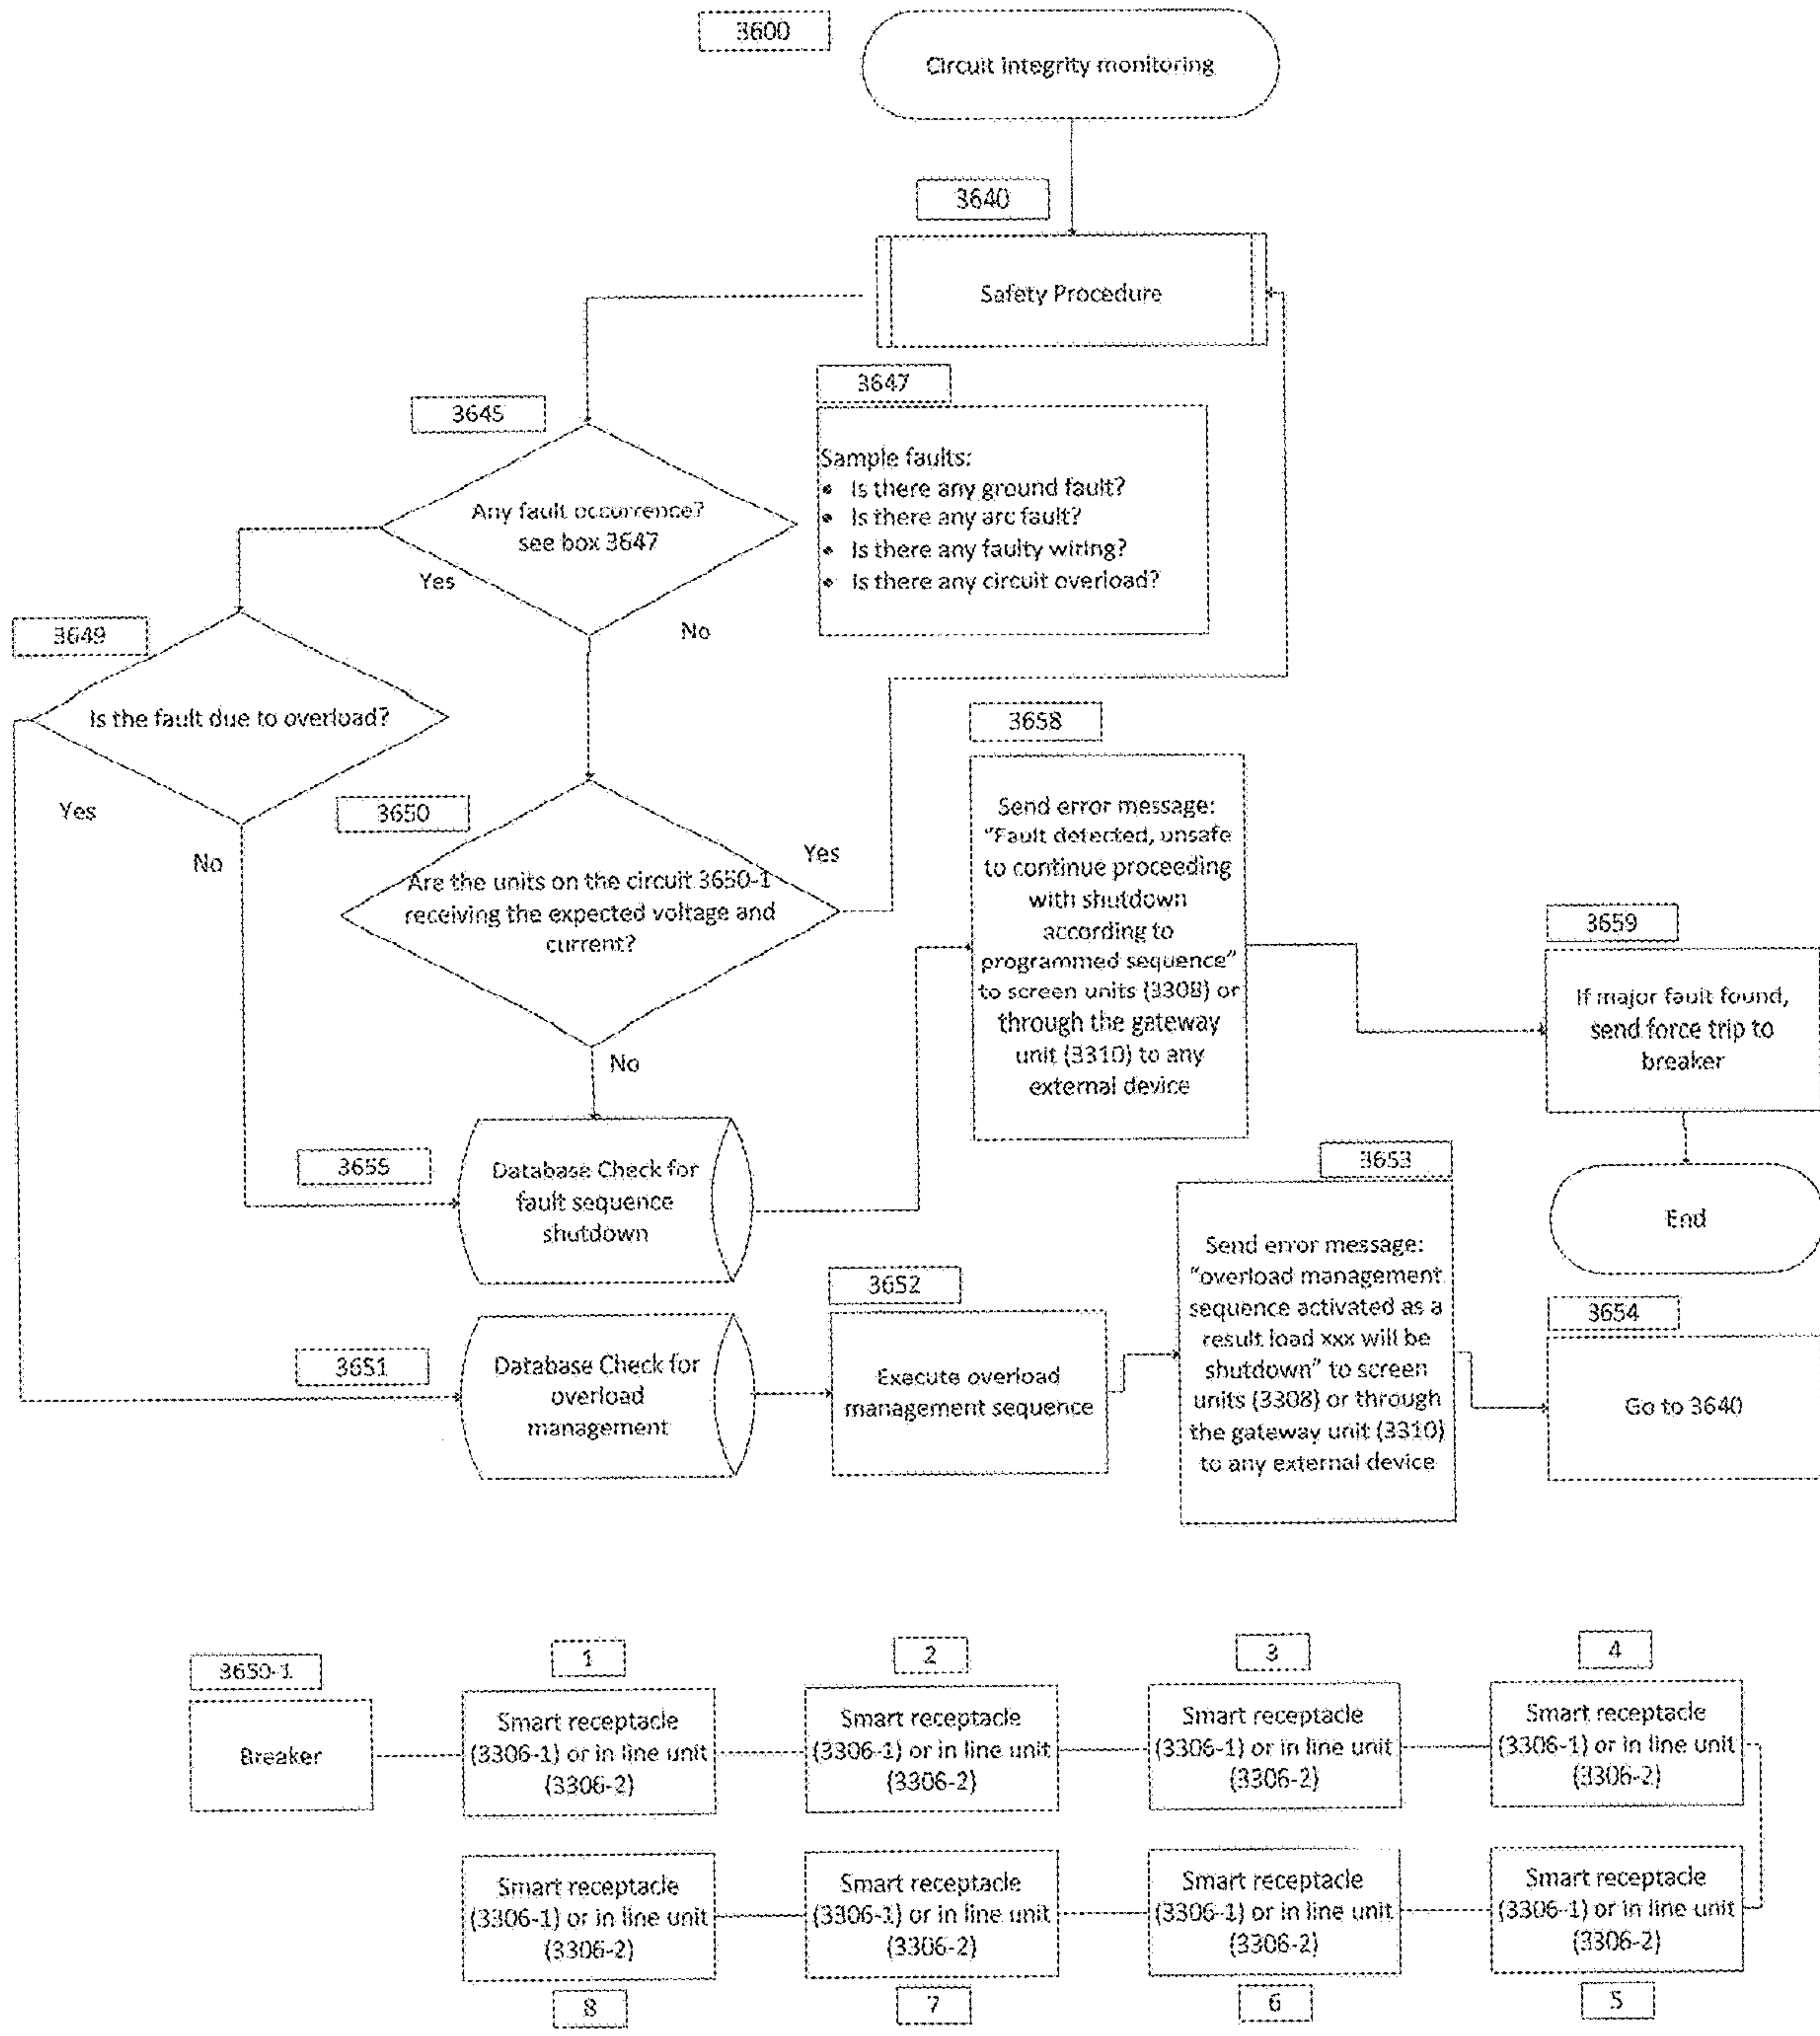 3600
Circuit integrity monitoring
3640
Safety Procedure
3647
Sample faults:
• Is there any ground fault?
• Is there any arc fault?
• Is there any faulty wiring?
• Is there any circuit overload?
3645
Any fault occurrence?
see box 3647
Yes
No
3649
Is the fault due to overload?
Yes
No
3650
Are the units on the circuit 3650-1
receiving the expected voltage and
current?
Yes
No
3658
Send error message:
"Fault detected, unsafe
to continue proceeding
with shutdown
according to
programmed sequence"
to screen units (3308) or
through the gateway
unit (3310) to any
external device
3659
If major fault found,
send force trip to
breaker
End
3655
Database Check for
fault sequence
shutdown
3651
Database Check for
overload
management
3652
Execute overload
management sequence
3653
Send error message:
"overload management
sequence activated as a
result load xxx will be
shutdown" to screen
units (3308) or through
the gateway unit (3310)
to any external device
3654
Go to 3640
3650-1
Breaker
1
Smart receptacle
(3306-1) or in line unit
(3306-2)
2
Smart receptacle
(3306-1) or in line unit
(3306-2)
3
Smart receptacle
(3306-1) or in line unit
(3306-2)
4
Smart receptacle
(3306-1) or in line unit
(3306-2)
Smart receptacle
(3306-1) or in line unit
(3306-2)
8
Smart receptacle
(3306-1) or in line unit
(3306-2)
7
Smart receptacle
(3306-1) or in line unit
(3306-2)
6
Smart receptacle
(3306-1) or in line unit
(3306-2)
5